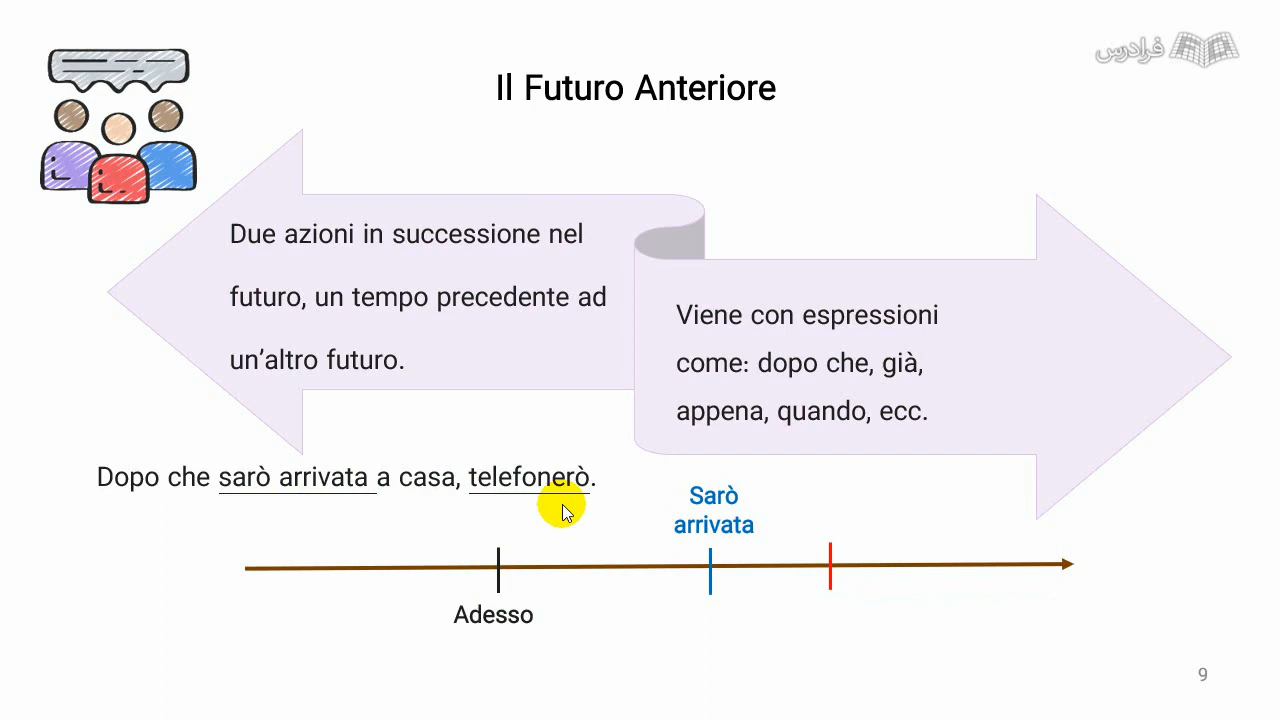 فرادرس
Il Futuro Anteriore
Due azioni in successione nel
futuro, un tempo precedente ad
un’altro futuro.
Viene con espressioni
come: dopo che, già,
appena, quando, ecc.
Dopo che sarò arrivata a casa, telefonerò.
Sarò
arrivata
Adesso
9